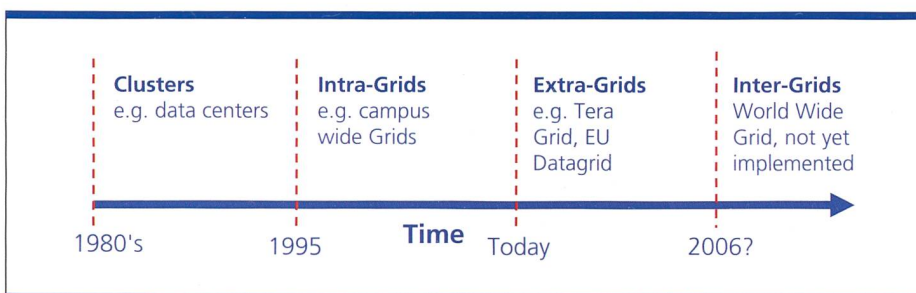 Clusters
e.g. data centers
Intra-Grids
e.g. campus
wide Grids
Extra-Grids
e.g. Tera
Grid, EU
Datagrid
Inter-Grids
World Wide
Grid, not yet
implemented
1980's
1995
Time
Today
2006?